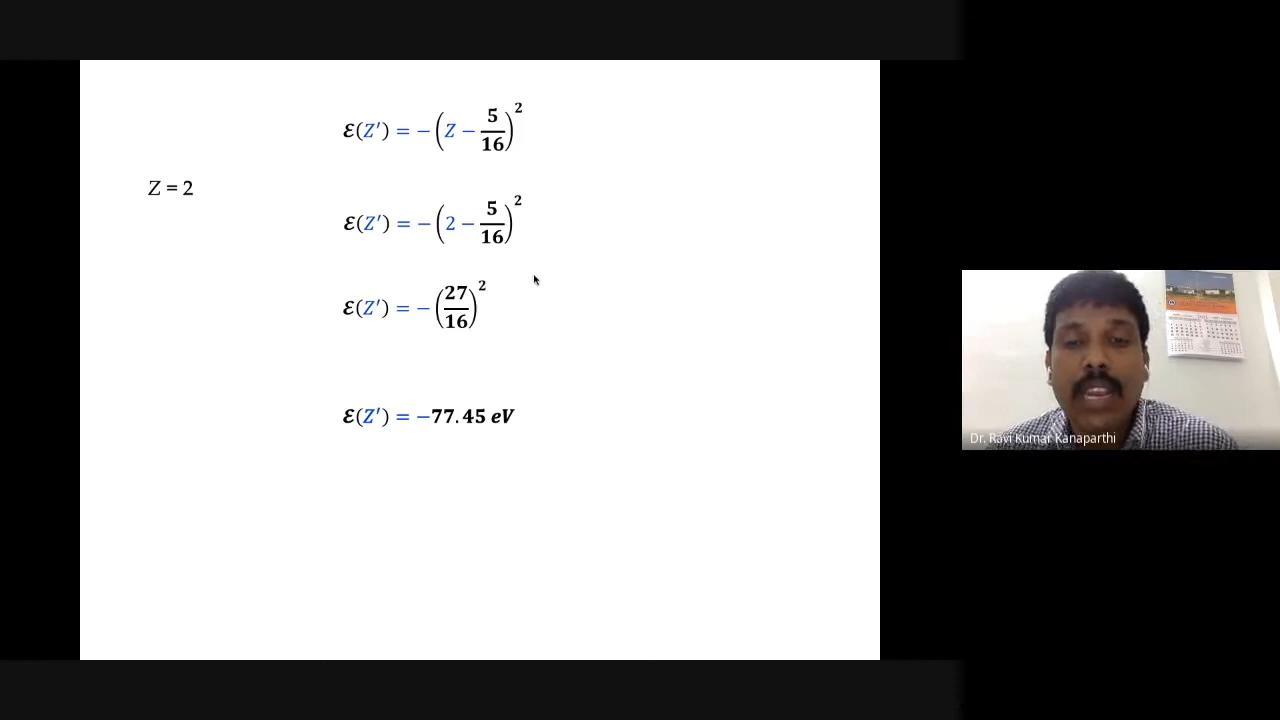 ℰ(Z′) = −(Z − 5/16)²
Z = 2
ℰ(Z′) = −(2 − 5/16)²
ℰ(Z′) = −(27/16)²
ℰ(Z′) = −77.45 eV
Dr. Ravi Kumar Kanaparthi